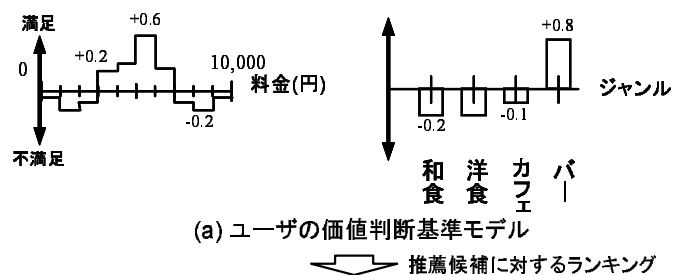 満足
+0.6
+0.2
0
10,000
料金(円)
-0.2
不満足
+0.8
ジャンル
-0.2
-0.1
和食
洋食
カフェ
バー
(a) ユーザの価値判断基準モデル
推薦候補に対するランキング